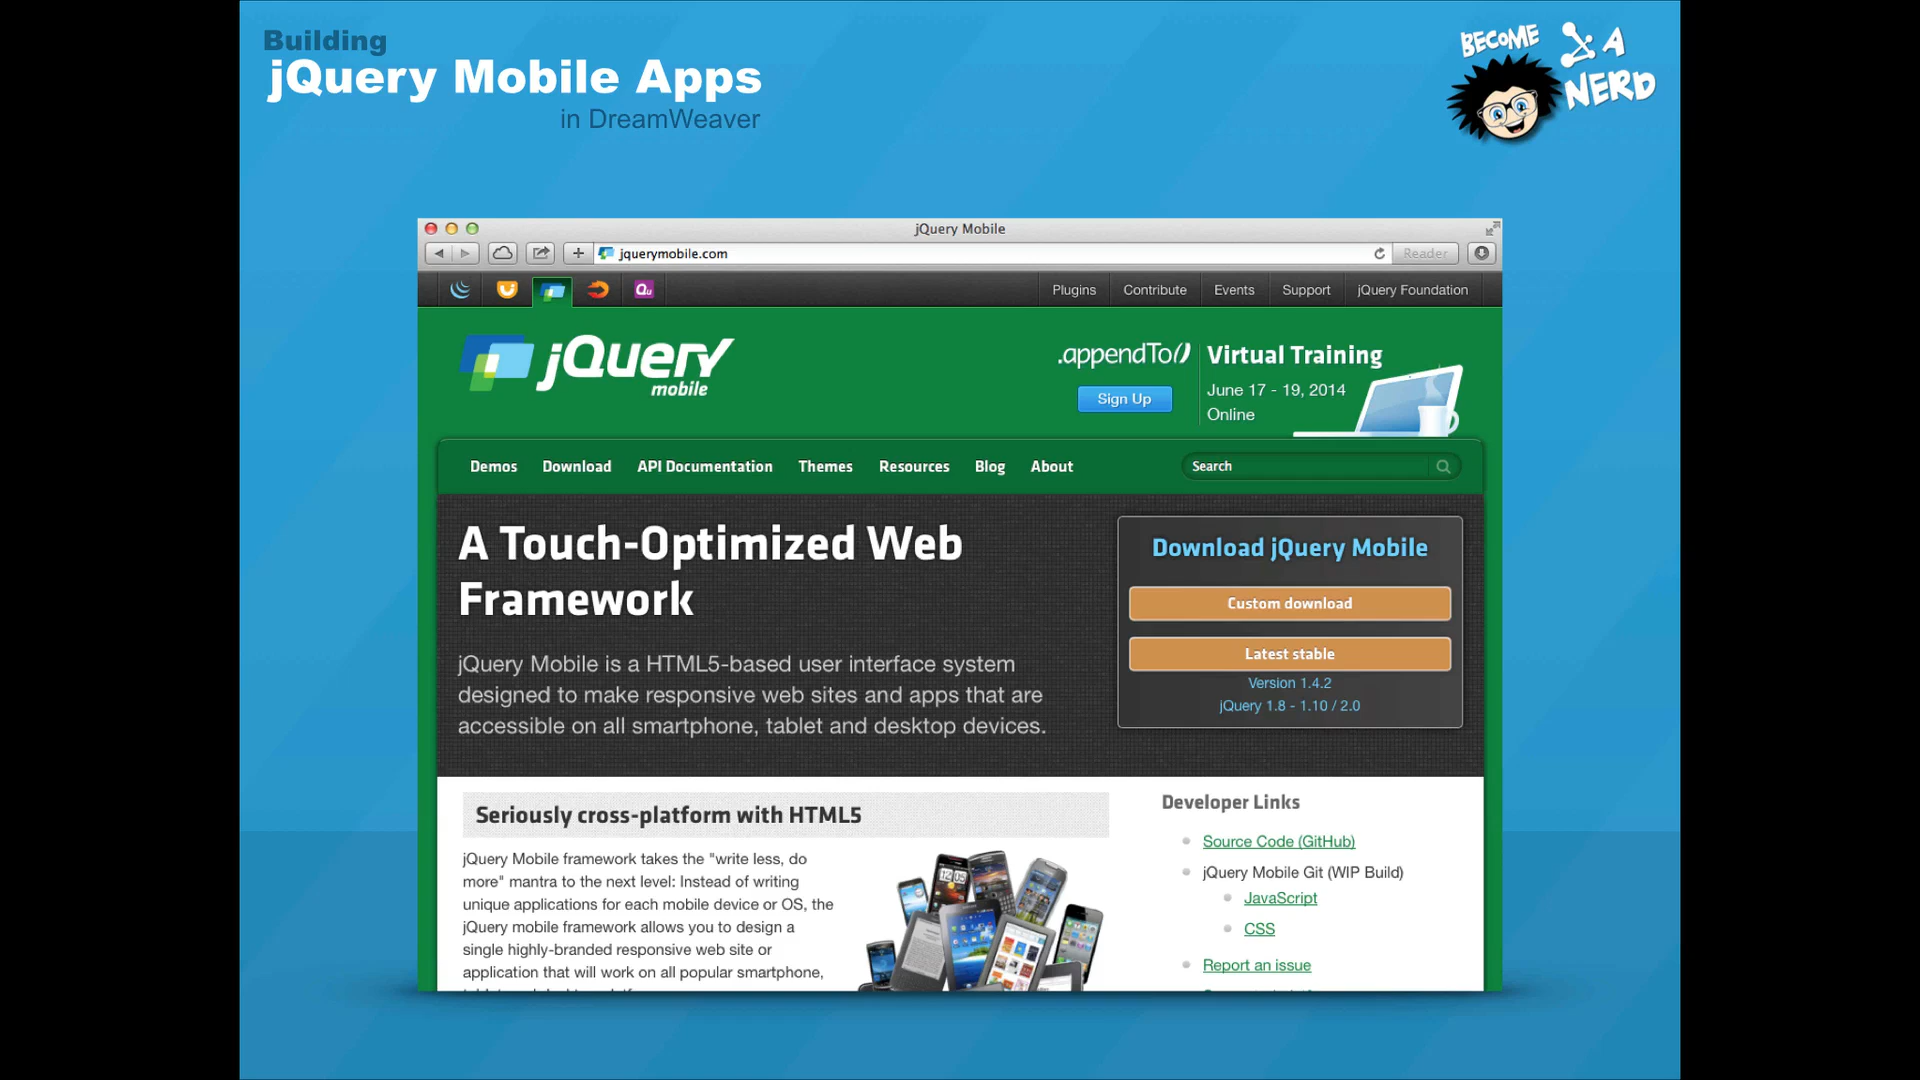 Building
jQuery Mobile Apps
in DreamWeaver
BECOME A
NERD
jQuery Mobile
jquerymobile.com
Reader
Qu
Plugins Contribute Events Support jQuery Foundation
jQuery
mobile
.appendTo()
Sign Up
Virtual Training
June 17 - 19, 2014
Online
Demos Download API Documentation Themes Resources Blog About Search
A Touch-Optimized Web
Framework
jQuery Mobile is a HTML5-based user interface system
designed to make responsive web sites and apps that are
accessible on all smartphone, tablet and desktop devices.
Download jQuery Mobile
Custom download
Latest stable
Version 1.4.2
jQuery 1.8 - 1.10 / 2.0
Seriously cross-platform with HTML5
jQuery Mobile framework takes the "write less, do
more" mantra to the next level: Instead of writing
unique applications for each mobile device or OS, the
jQuery mobile framework allows you to design a
single highly-branded responsive web site or
application that will work on all popular smartphone,
12:05
Developer Links
Source Code (GitHub)
jQuery Mobile Git (WIP Build)
JavaScript
CSS
Report an issue